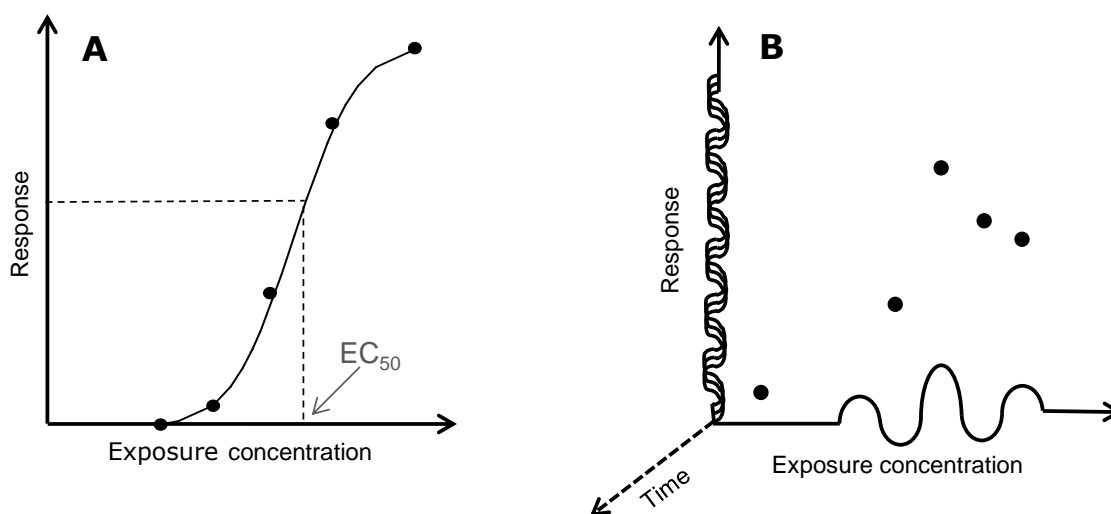 A
Response
EC50
Exposure concentration
B
Response
Time
Exposure concentration